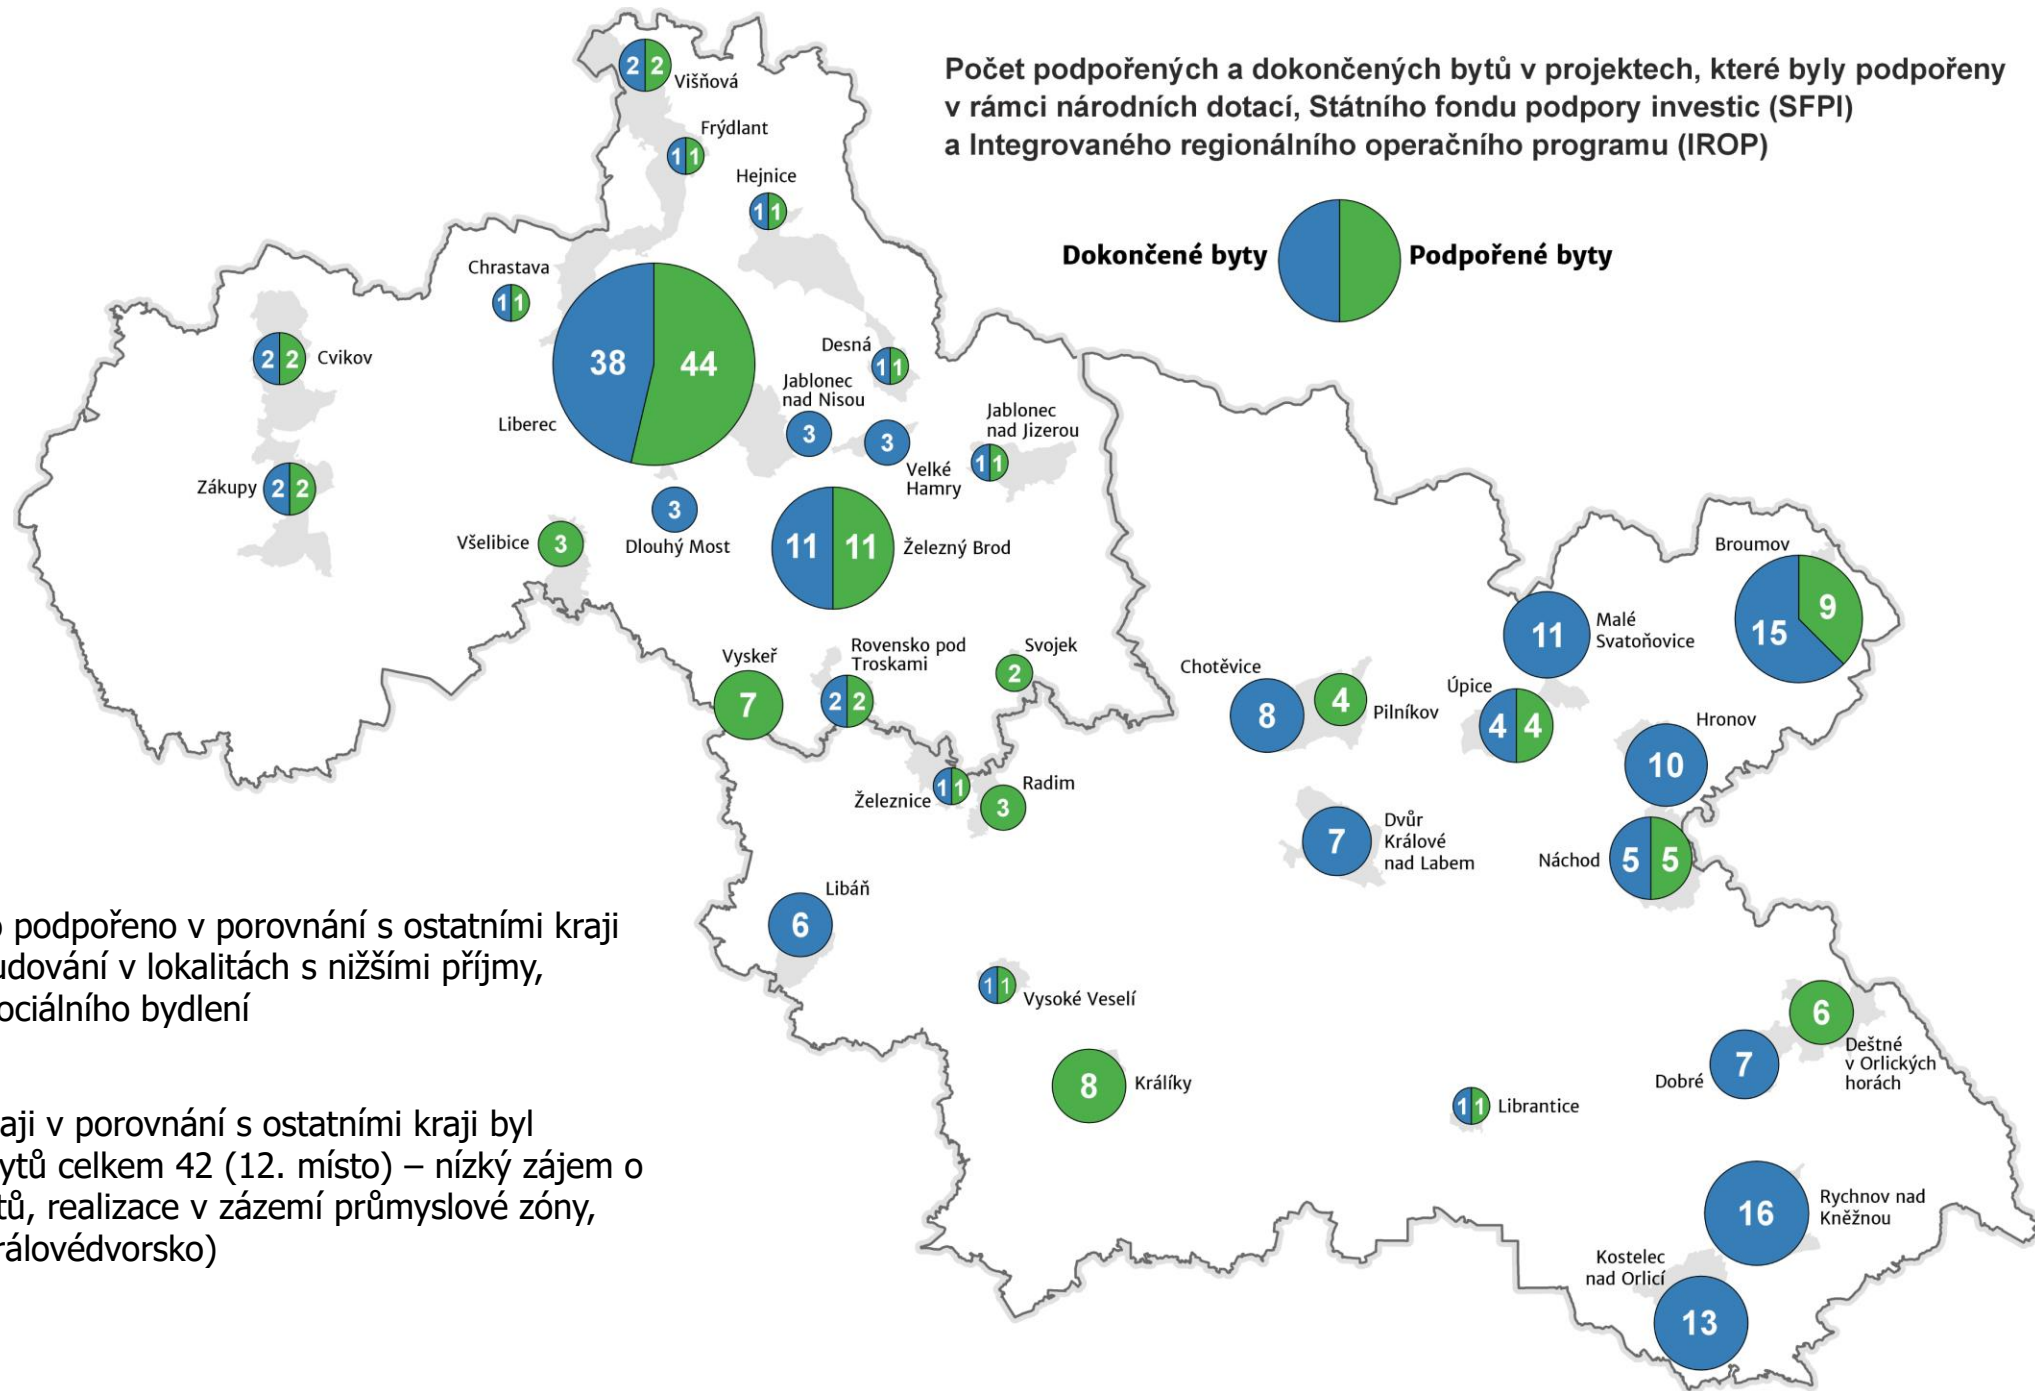 Počet podpořených a dokončených bytů v projektech, které byly podpořeny
v rámci národních dotací, Státního fondu podpory investic (SFPI)
a Integrovaného regionálního operačního programu (IROP)
Dokončené byty
Podpořené byty
2 2
Višňová
Frýdlant
1 1
Hejnice
1 1
Chrastava
1 1
2 2
Cvikov
38 44
Liberec
Desná
1 1
Jablonec
nad Nisou
3
3
Velké
Hamry
Jablonec
nad Jizerou
1 1
Zákupy
2 2
Všelibice
3
3
Dlouhý Most
11 11
Železný Brod
Broumov
15 9
11
Malé
Svatoňovice
Vyskeř
7
Rovensko pod
Troskami
2 2
Svojek
2
Chotěvice
8
4
Pilníkov
Úpice
4 4
Hronov
10
Železnice
1 1
Radim
3
7
Dvůr
Králové
nad Labem
Náchod
5 5
Libáň
6
podpořeno v porovnání s ostatními kraji
udování v lokalitách s nižšími příjmy,
ociálního bydlení
1 1
Vysoké Veselí
6
Deštné
v Orlických
horách
Dobré
7
8
Králíky
1 1
Librantice
aji v porovnání s ostatními kraji byl
ytů celkem 42 (12. místo) – nízký zájem o
tů, realizace v zázemí průmyslové zóny,
rálovédvorsko)
16
Rychnov nad
Kněžnou
Kostelec
nad Orlicí
13